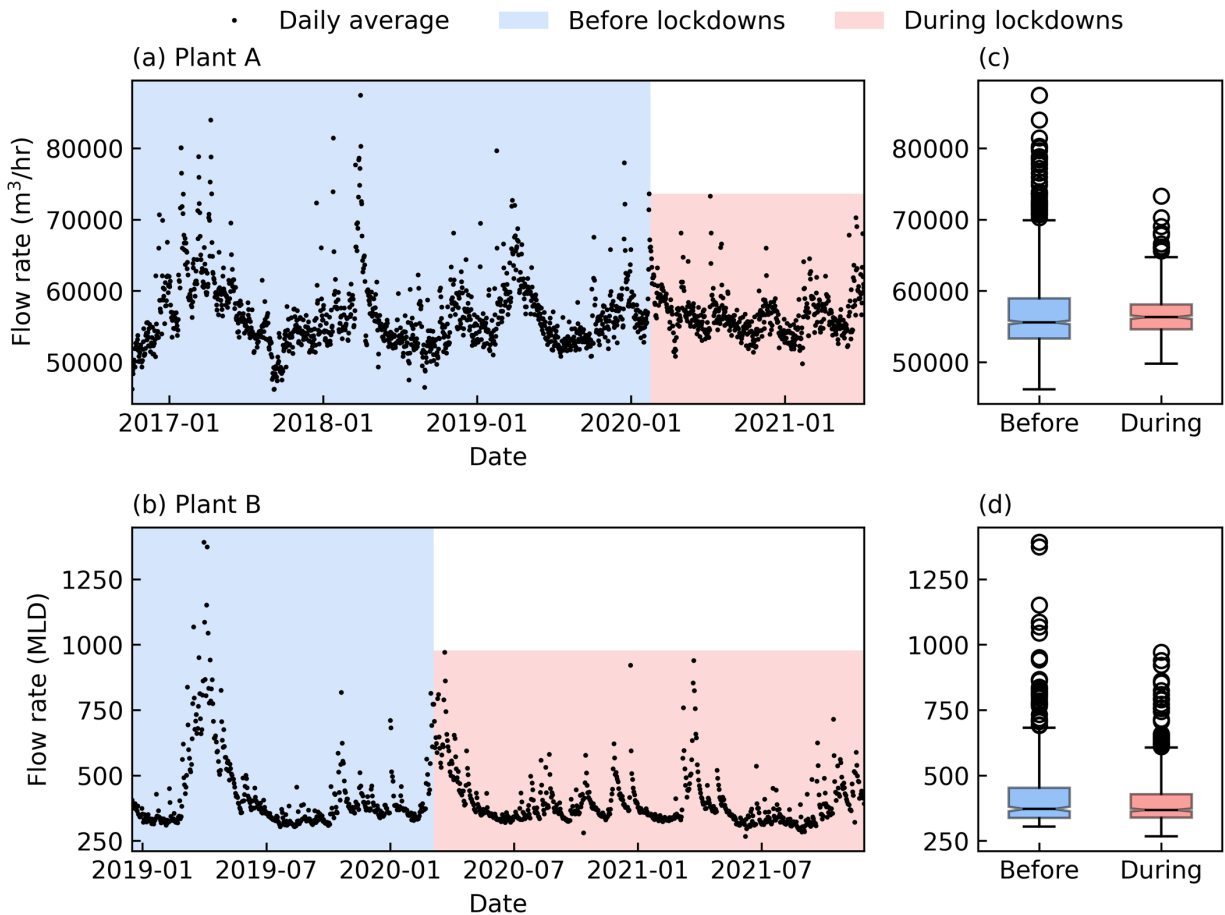 Daily average Before lockdowns During lockdowns
(a) Plant A
Flow rate (m³/hr)
80000
70000
60000
50000
2017-01 2018-01 2019-01 2020-01 2021-01
Date
(c)
80000
70000
60000
50000
Before During
(b) Plant B
Flow rate (MLD)
1250
1000
750
500
250
2019-01 2019-07 2020-01 2020-07 2021-01 2021-07
Date
(d)
1250
1000
750
500
250
Before During